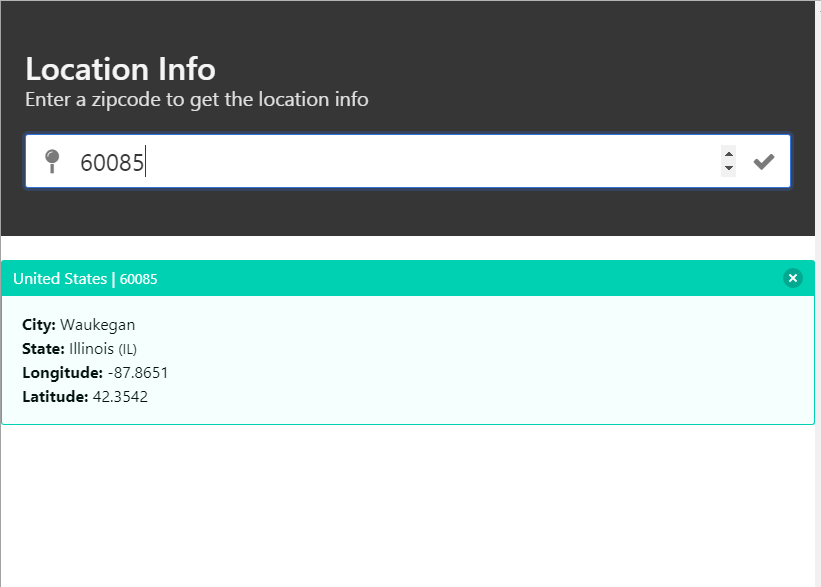 Location Info
Enter a zipcode to get the location info
60085
United States | 60085
City: Waukegan
State: Illinois (IL)
Longitude: -87.8651
Latitude: 42.3542